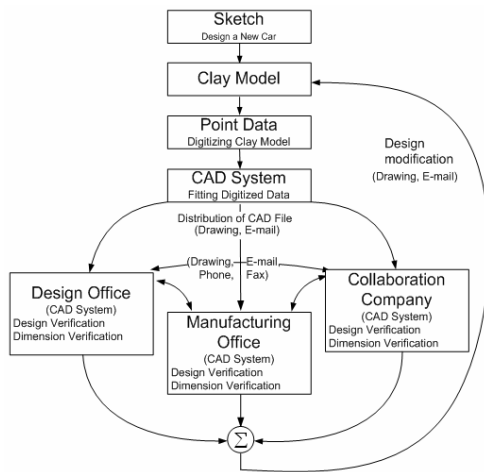 Sketch
Design a New Car
Clay Model
Point Data
Digitizing Clay Model
Design
modification
(Drawing, E-mail)
CAD System
Fitting Digitized Data
Distribution of CAD File
(Drawing, E-mail)
(Drawing, E-mail,
Phone, Fax)
Design Office
(CAD System)
Design Verification
Dimension Verification
Manufacturing
Office
(CAD System)
Design Verification
Dimension Verification
Collaboration
Company
(CAD System)
Design Verification
Dimension Verification
Σ